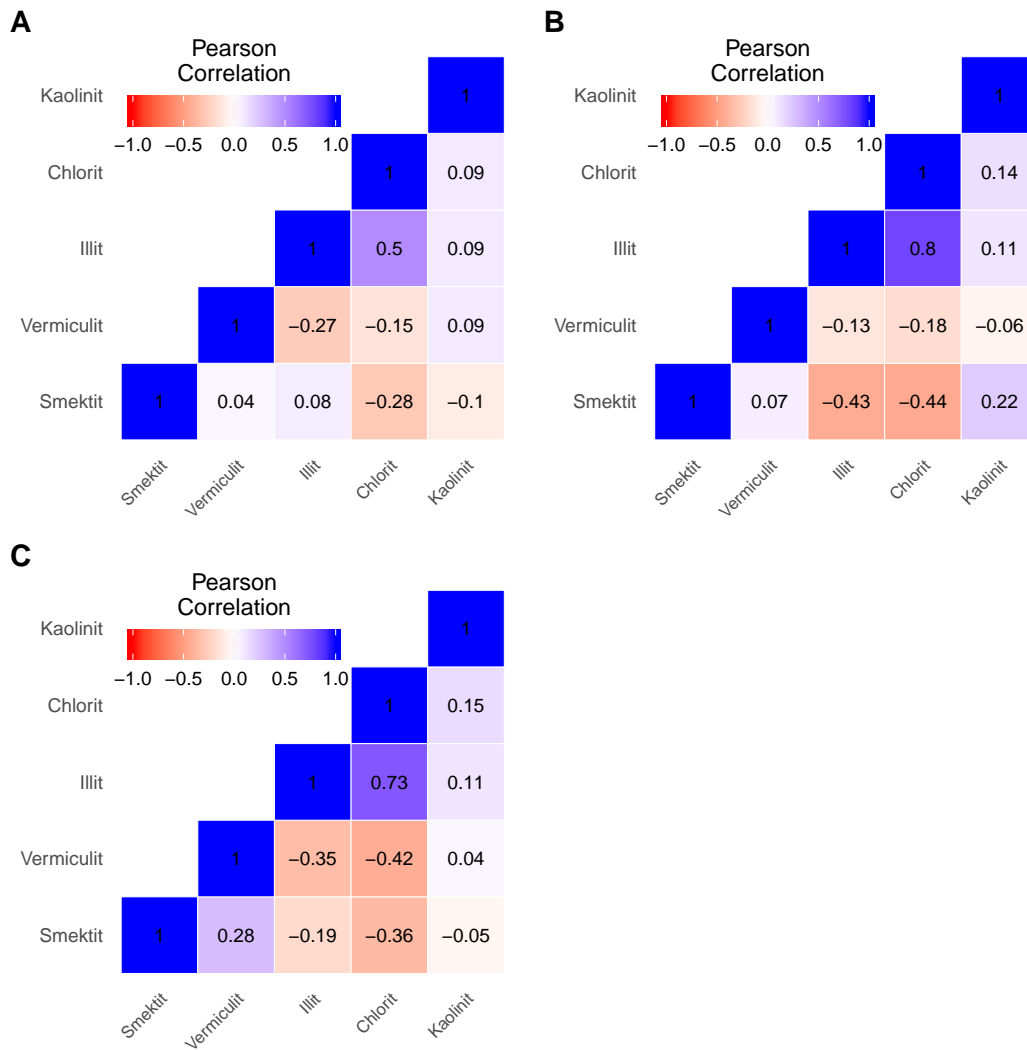 A
Pearson
Correlation
−1.0 −0.5 0.0 0.5 1.0
Kaolinit 1
Chlorit 1 0.09
Illit 1 0.5 0.09
Vermiculit 1 −0.27 −0.15 0.09
Smektit 1 0.04 0.08 −0.28 −0.1
Smektit Vermiculit Illit Chlorit Kaolinit
B
Pearson
Correlation
−1.0 −0.5 0.0 0.5 1.0
Kaolinit 1
Chlorit 1 0.14
Illit 1 0.8 0.11
Vermiculit 1 −0.13 −0.18 −0.06
Smektit 1 0.07 −0.43 −0.44 0.22
Smektit Vermiculit Illit Chlorit Kaolinit
C
Pearson
Correlation
−1.0 −0.5 0.0 0.5 1.0
Kaolinit 1
Chlorit 1 0.15
Illit 1 0.73 0.11
Vermiculit 1 −0.35 −0.42 0.04
Smektit 1 0.28 −0.19 −0.36 −0.05
Smektit Vermiculit Illit Chlorit Kaolinit